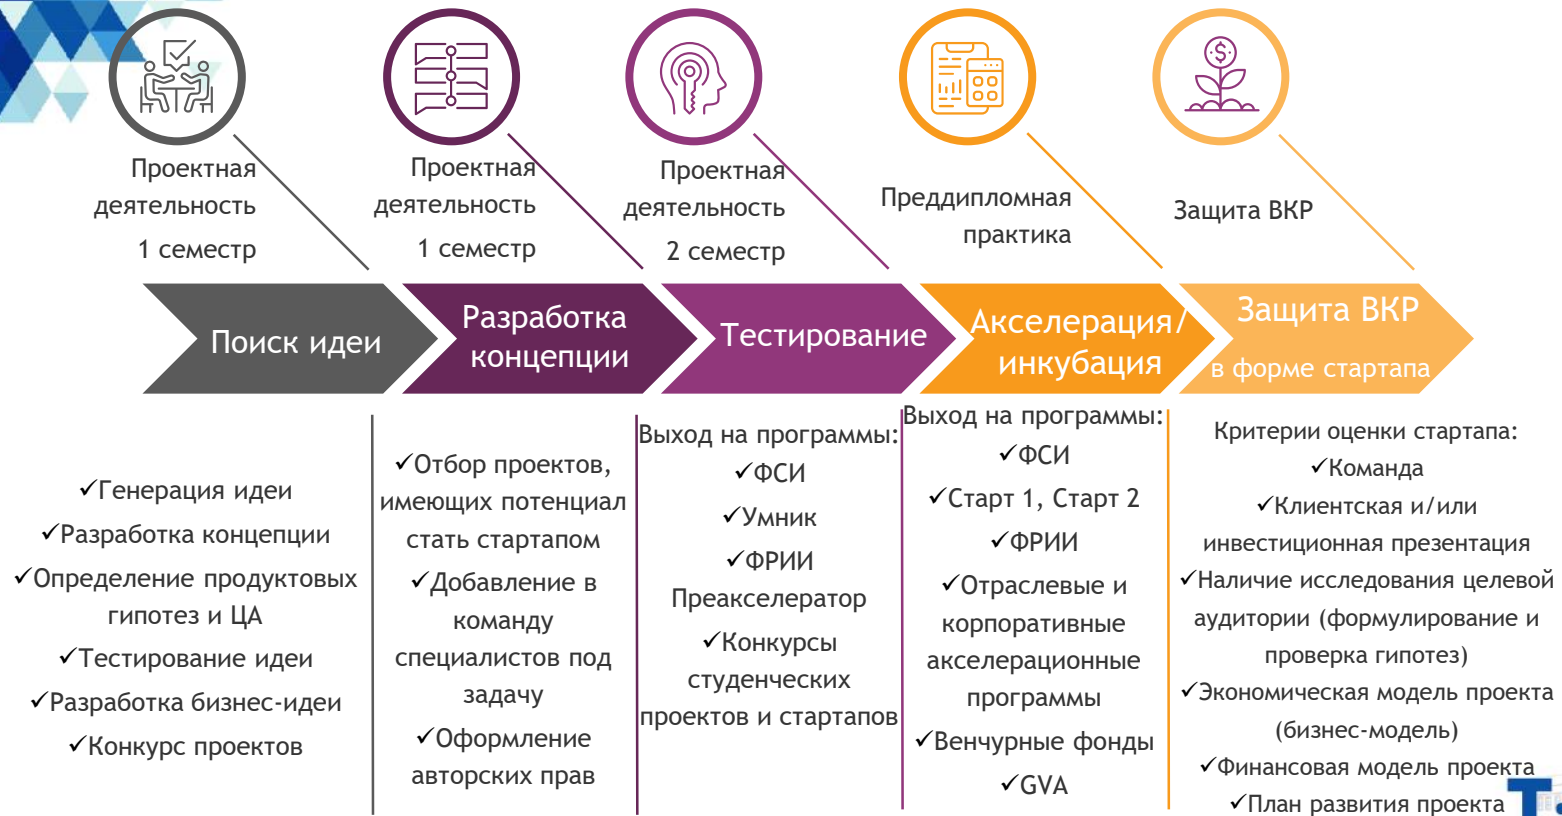 Проектная
деятельность
1 семестр
Проектная
деятельность
1 семестр
Проектная
деятельность
2 семестр
Преддипломная
практика
Защита ВКР
Поиск идеи
Разработка
концепции
Тестирование
Акселерация/
инкубация
Защита ВКР
в форме стартапа
✓Генерация идеи
✓Разработка концепции
✓Определение продуктовых
гипотез и ЦА
✓Тестирование идеи
✓Разработка бизнес-идеи
✓Конкурс проектов
✓Отбор проектов,
имеющих потенциал
стать стартапом
✓Добавление в
команду
специалистов под
задачу
✓Оформление
авторских прав
Выход на программы:
✓ФСИ
✓Умник
✓ФРИИ
Преакселератор
✓Конкурсы
студенческих
проектов и стартапов
Выход на программы:
✓ФСИ
✓Старт 1, Старт 2
✓ФРИИ
✓Отраслевые и
корпоративные
акселерационные
программы
✓Венчурные фонды
✓GVA
Критерии оценки стартапа:
✓Команда
✓Клиентская и/или
инвестиционная презентация
✓Наличие исследования целевой
аудитории (формулирование и
проверка гипотез)
✓Экономическая модель проекта
(бизнес-модель)
✓Финансовая модель проекта
✓План развития проекта